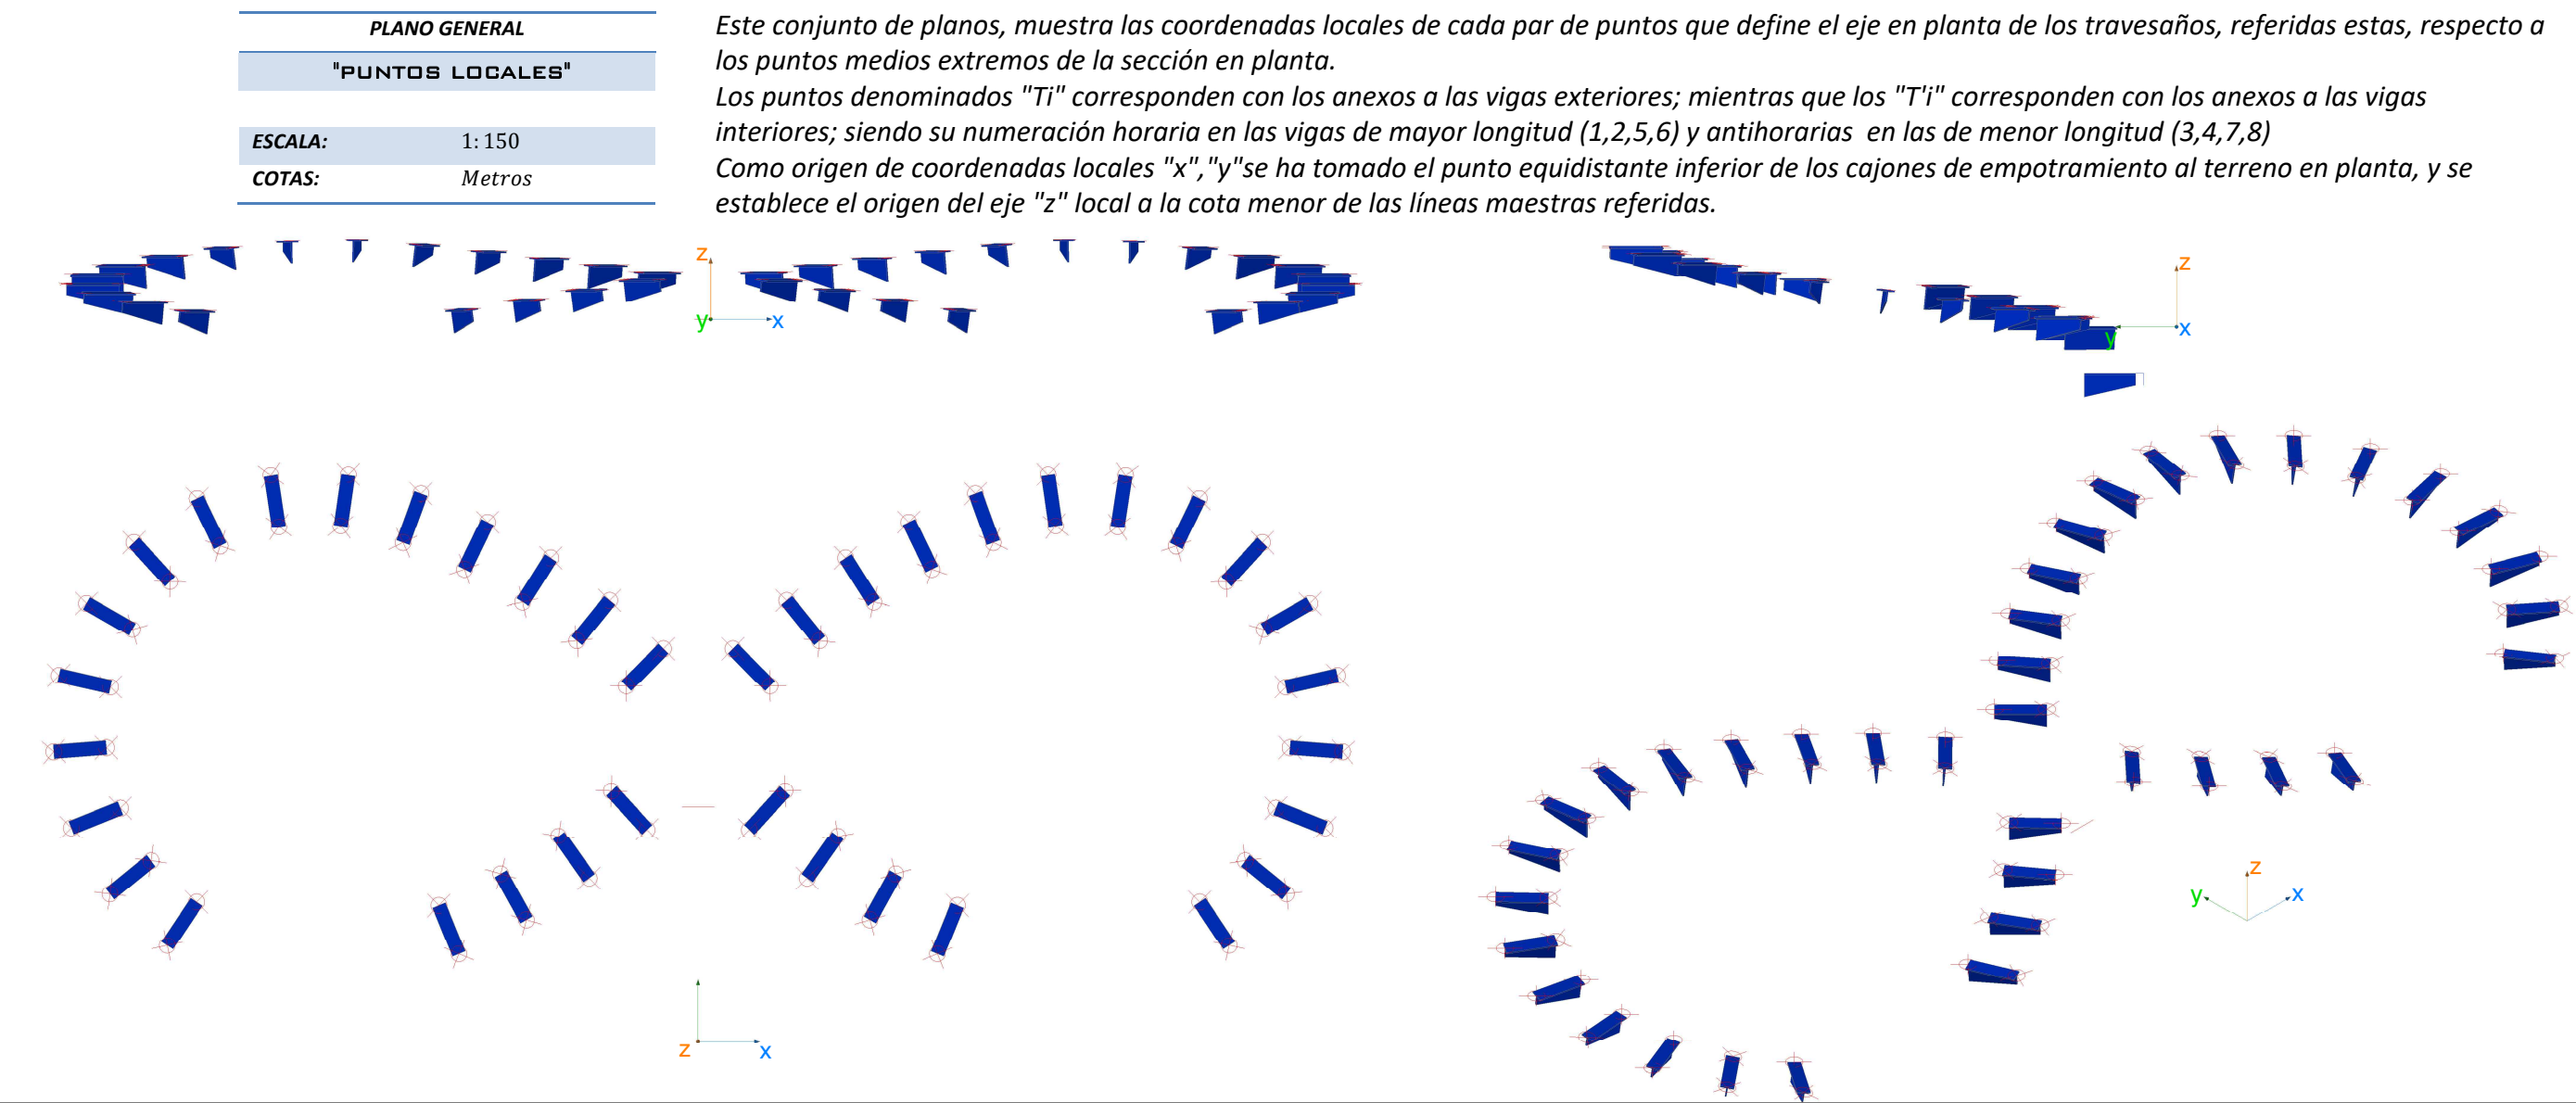 PLANO GENERAL
"PUNTOS LOCALES"
ESCALA: 1:150
COTAS: Metros
Este conjunto de planos, muestra las coordenadas locales de cada par de puntos que define el eje en planta de los travesaños, referidas estas, respecto a
los puntos medios extremos de la sección en planta.
Los puntos denominados "Ti" corresponden con los anexos a las vigas exteriores; mientras que los "T'i" corresponden con los anexos a las vigas
interiores; siendo su numeración horaria en las vigas de mayor longitud (1,2,5,6) y antihorarias  en las de menor longitud (3,4,7,8)
Como origen de coordenadas locales "x","y"se ha tomado el punto equidistante inferior de los cajones de empotramiento al terreno en planta, y se
establece el origen del eje "z" local a la cota menor de las líneas maestras referidas.
z
y x
z
y x
z
y x
z x